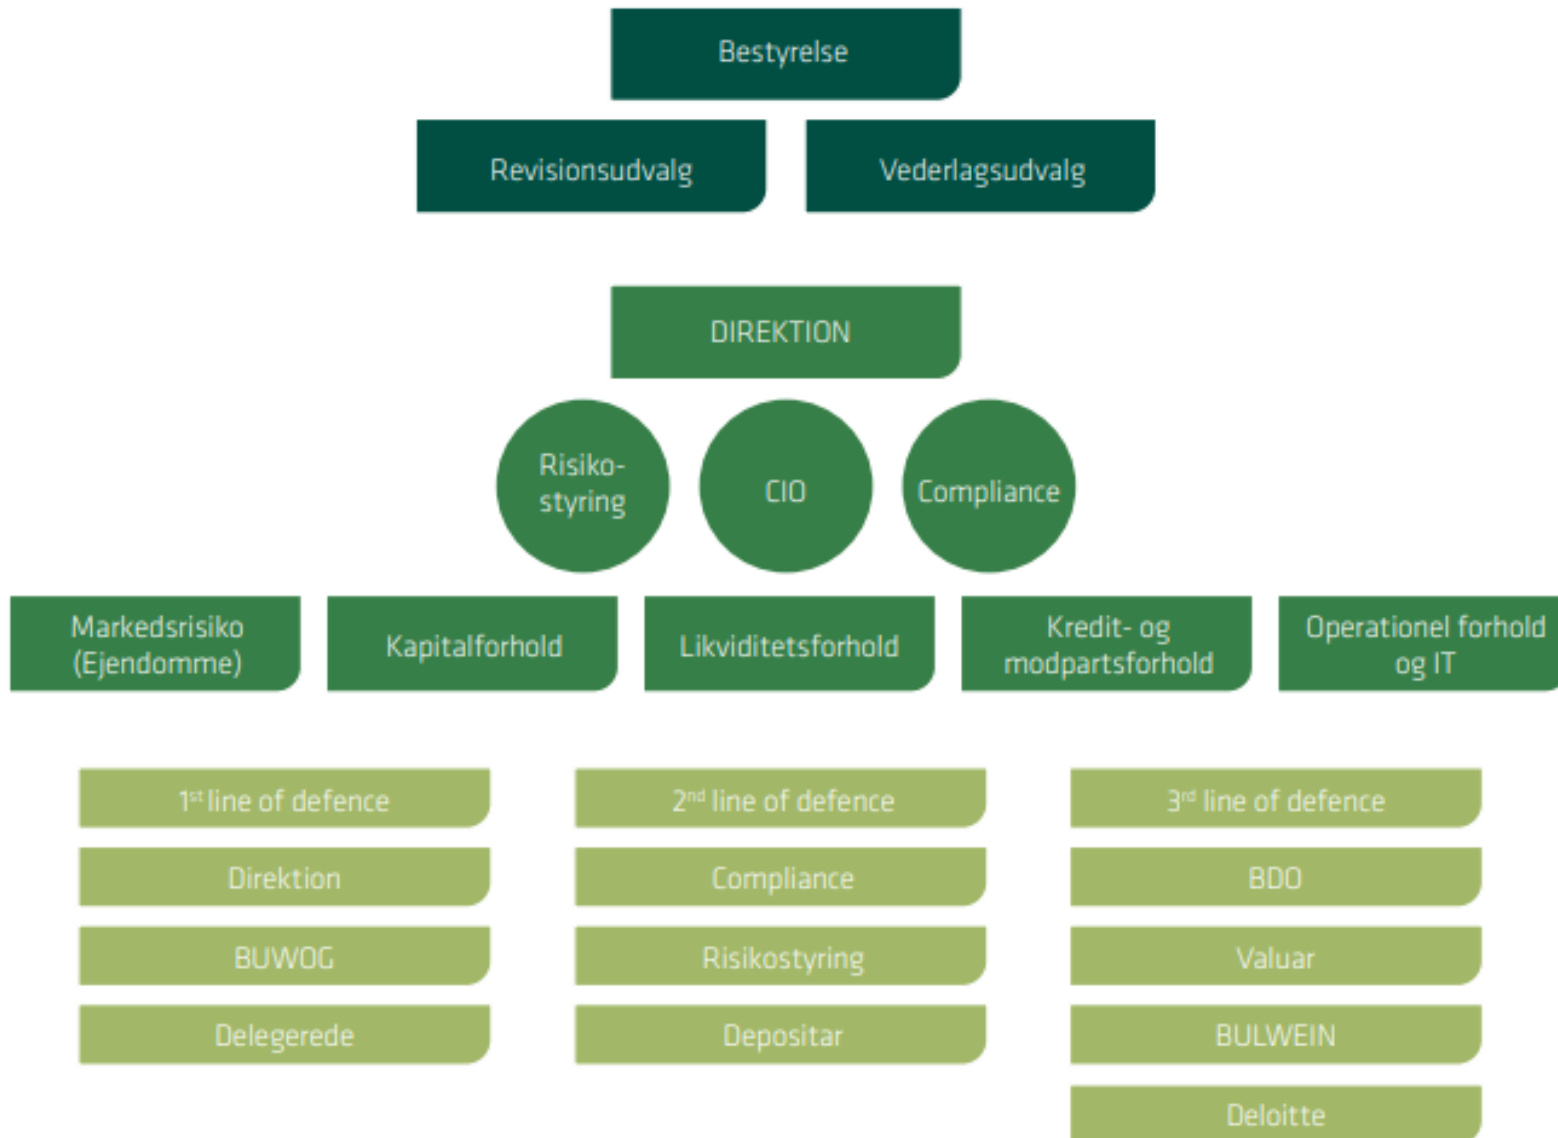 Bestyrelse
Revisionsudvalg
Vederlagsudvalg
DIREKTION
Risiko-
styring
CIO
Compliance
Markedsrisiko
(Ejendomme)
Kapitalforhold
Likviditetsforhold
Kredit- og
modpartsforhold
Operationel forhold
og IT
1st line of defence
Direktion
BUWOG
Delegerede
2nd line of defence
Compliance
Risikostyring
Depositar
3rd line of defence
BDO
Valuar
BULWEIN
Deloitte